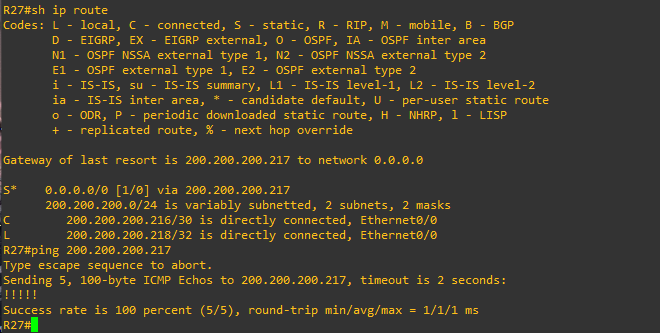 R27#sh ip route
Codes: L - local, C - connected, S - static, R - RIP, M - mobile, B - BGP
       D - EIGRP, EX - EIGRP external, O - OSPF, IA - OSPF inter area
       N1 - OSPF NSSA external type 1, N2 - OSPF NSSA external type 2
       E1 - OSPF external type 1, E2 - OSPF external type 2
       i - IS-IS, su - IS-IS summary, L1 - IS-IS level-1, L2 - IS-IS level-2
       ia - IS-IS inter area, * - candidate default, U - per-user static route
       o - ODR, P - periodic downloaded static route, H - NHRP, l - LISP
       + - replicated route, % - next hop override

Gateway of last resort is 200.200.200.217 to network 0.0.0.0

S*    0.0.0.0/0 [1/0] via 200.200.200.217
      200.200.200.0/24 is variably subnetted, 2 subnets, 2 masks
C        200.200.200.216/30 is directly connected, Ethernet0/0
L        200.200.200.218/32 is directly connected, Ethernet0/0
R27#ping 200.200.200.217
Type escape sequence to abort.
Sending 5, 100-byte ICMP Echos to 200.200.200.217, timeout is 2 seconds:
!!!!!
Success rate is 100 percent (5/5), round-trip min/avg/max = 1/1/1 ms
R27#